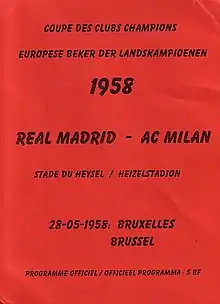 COUPE DES CLUBS CHAMPIONS
EUROPESE BEKER DER LANDSKAMPIOENEN
1958
REAL MADRID - AC MILAN
STADE DU HEYSEL / HEIZELSTADION
28-05-1958: BRUXELLES
BRUSSEL
PROGRAMME OFFICIEL / OFFICIEEL PROGRAMMA : 5 BF